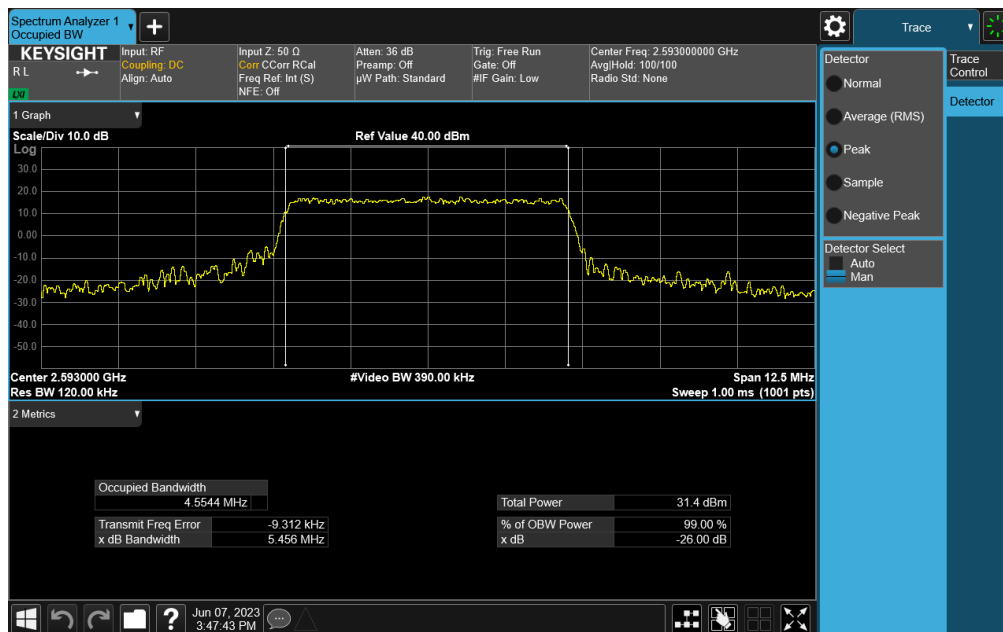 Spectrum Analyzer 1
Occupied BW
Trace
KEYSIGHT
R L
LXI
Input: RF
Coupling: DC
Align: Auto
Input Z: 50 Ω
Corr CCorr RCal
Freq Ref: Int (S)
NFE: Off
Atten: 36 dB
Preamp: Off
µW Path: Standard
Trig: Free Run
Gate: Off
#IF Gain: Low
Center Freq: 2.593000000 GHz
Avg|Hold: 100/100
Radio Std: None
Detector
Normal
Average (RMS)
Peak
Sample
Negative Peak
Detector Select
Auto
Man
Trace
Control
Detector
1 Graph
Scale/Div 10.0 dB
Ref Value 40.00 dBm
Log
30.0
20.0
10.0
0.00
-10.0
-20.0
-30.0
-40.0
-50.0
Center 2.593000 GHz
#Video BW 390.00 kHz
Span 12.5 MHz
Res BW 120.00 kHz
Sweep 1.00 ms (1001 pts)
2 Metrics
Occupied Bandwidth
4.5544 MHz
Total Power 31.4 dBm
Transmit Freq Error -9.312 kHz
% of OBW Power 99.00 %
x dB Bandwidth 5.456 MHz
x dB -26.00 dB
Jun 07, 2023
3:47:43 PM